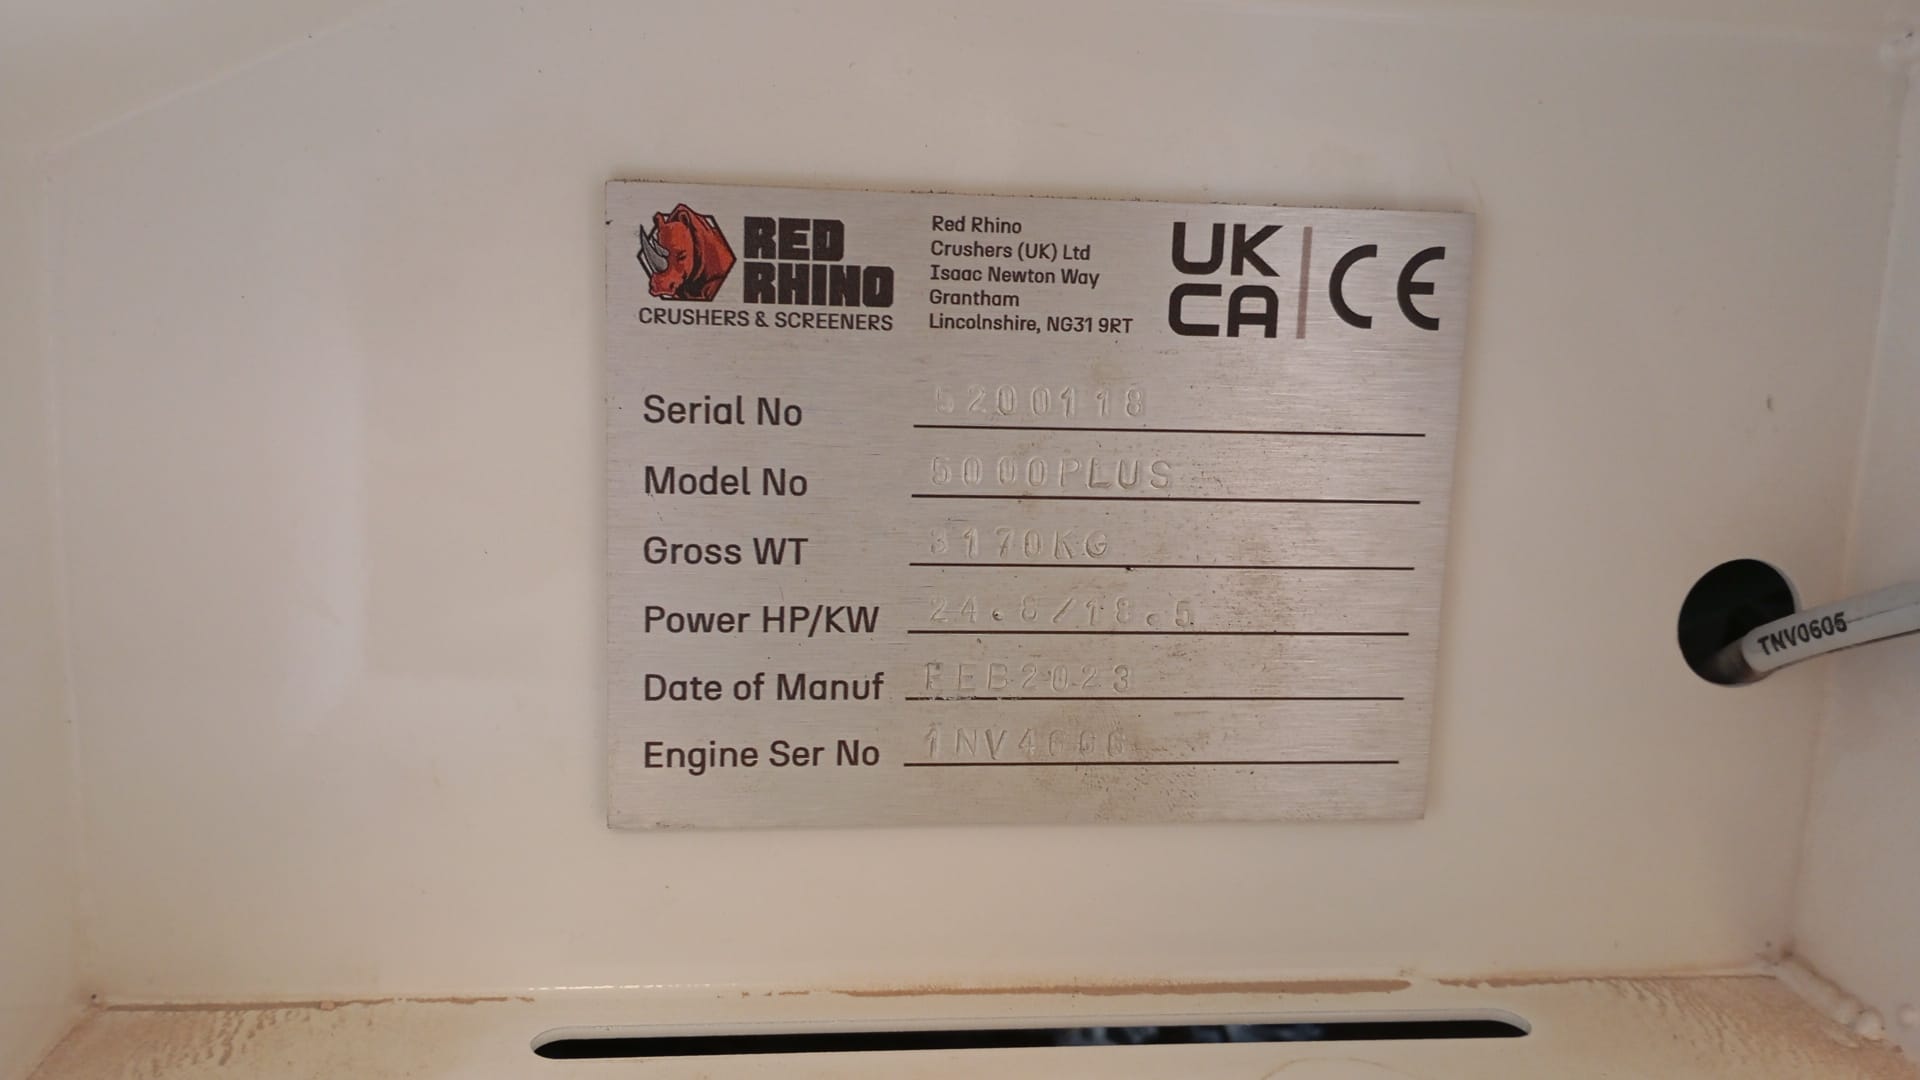 RED
RHINO
CRUSHERS & SCREENERS
Red Rhino
Crushers (UK) Ltd
Isaac Newton Way
Grantham
Lincolnshire, NG31 9RT
UK
CA
CE
Serial No 5200118
Model No 5000PLUS
Gross WT 3170KG
Power HP/KW 24.8/18.5
Date of Manuf FEB2023
Engine Ser No
TNV0605